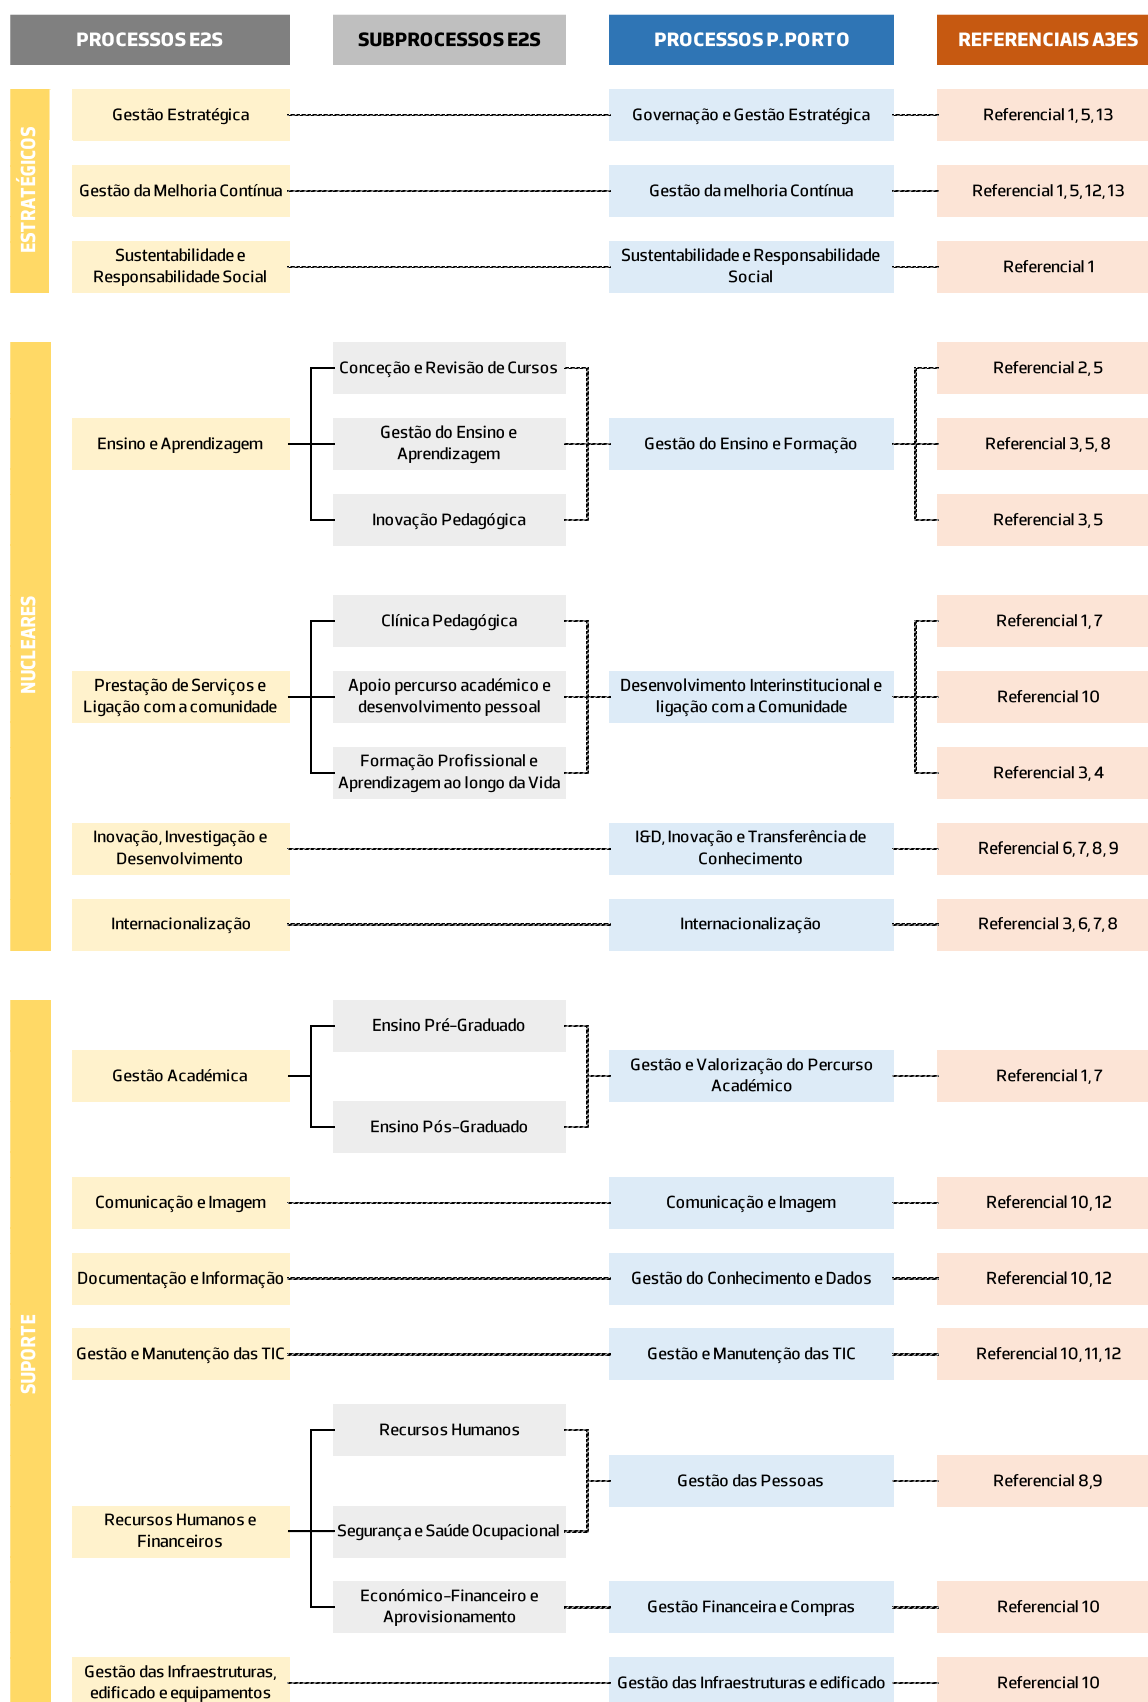 PROCESSOS E2S
SUBPROCESSOS E2S
PROCESSOS P.PORTO
REFERENCIAIS A3ES
ESTRATÉGICOS
Gestão Estratégica
Governação e Gestão Estratégica
Referencial 1, 5, 13
Gestão da Melhoria Contínua
Gestão da melhoria Contínua
Referencial 1, 5, 12, 13
Sustentabilidade e
Responsabilidade Social
Sustentabilidade e Responsabilidade
Social
Referencial 1
NUCLEARES
Ensino e Aprendizagem
Conceção e Revisão de Cursos
Gestão do Ensino e
Aprendizagem
Inovação Pedagógica
Gestão do Ensino e Formação
Referencial 2, 5
Referencial 3, 5, 8
Referencial 3, 5
Prestação de Serviços e
Ligação com a comunidade
Clínica Pedagógica
Apoio percurso académico e
desenvolvimento pessoal
Formação Profissional e
Aprendizagem ao longo da Vida
Desenvolvimento Interinstitucional e
ligação com a Comunidade
Referencial 1, 7
Referencial 10
Referencial 3, 4
Inovação, Investigação e
Desenvolvimento
I&D, Inovação e Transferência de
Conhecimento
Referencial 6, 7, 8, 9
Internacionalização
Internacionalização
Referencial 3, 6, 7, 8
SUPORTE
Gestão Académica
Ensino Pré-Graduado
Ensino Pós-Graduado
Gestão e Valorização do Percurso
Académico
Referencial 1, 7
Comunicação e Imagem
Comunicação e Imagem
Referencial 10, 12
Documentação e Informação
Gestão do Conhecimento e Dados
Referencial 10, 12
Gestão e Manutenção das TIC
Gestão e Manutenção das TIC
Referencial 10, 11, 12
Recursos Humanos e
Financeiros
Recursos Humanos
Segurança e Saúde Ocupacional
Económico-Financeiro e
Aprovisionamento
Gestão das Pessoas
Referencial 8,9
Gestão Financeira e Compras
Referencial 10
Gestão das Infraestruturas,
edificado e equipamentos
Gestão das Infraestruturas e edificado
Referencial 10